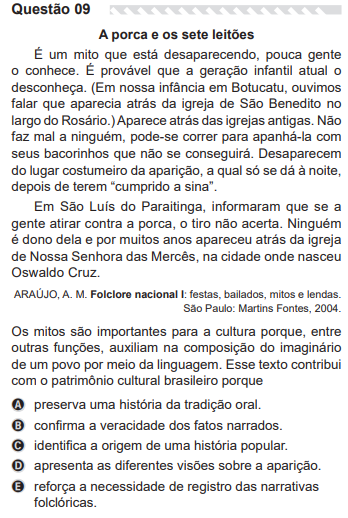 Questão 09
A porca e os sete leitões
É um mito que está desaparecendo, pouca gente
o conhece. É provável que a geração infantil atual o
desconheça. (Em nossa infância em Botucatu, ouvimos
falar que aparecia atrás da igreja de São Benedito no
largo do Rosário.) Aparece atrás das igrejas antigas. Não
faz mal a ninguém, pode-se correr para apanhá-la com
seus bacorinhos que não se conseguirá. Desaparecem
do lugar costumeiro da aparição, a qual só se dá à noite,
depois de terem “cumprido a sina”.
Em São Luís do Paraitinga, informaram que se a
gente atirar contra a porca, o tiro não acerta. Ninguém
é dono dela e por muitos anos apareceu atrás da igreja
de Nossa Senhora das Mercês, na cidade onde nasceu
Oswaldo Cruz.
ARAÚJO, A. M. Folclore nacional I: festas, bailados, mitos e lendas.
São Paulo: Martins Fontes, 2004.
Os mitos são importantes para a cultura porque, entre
outras funções, auxiliam na composição do imaginário
de um povo por meio da linguagem. Esse texto contribui
com o patrimônio cultural brasileiro porque
A preserva uma história da tradição oral.
B confirma a veracidade dos fatos narrados.
C identifica a origem de uma história popular.
D apresenta as diferentes visões sobre a aparição.
E reforça a necessidade de registro das narrativas
folclóricas.